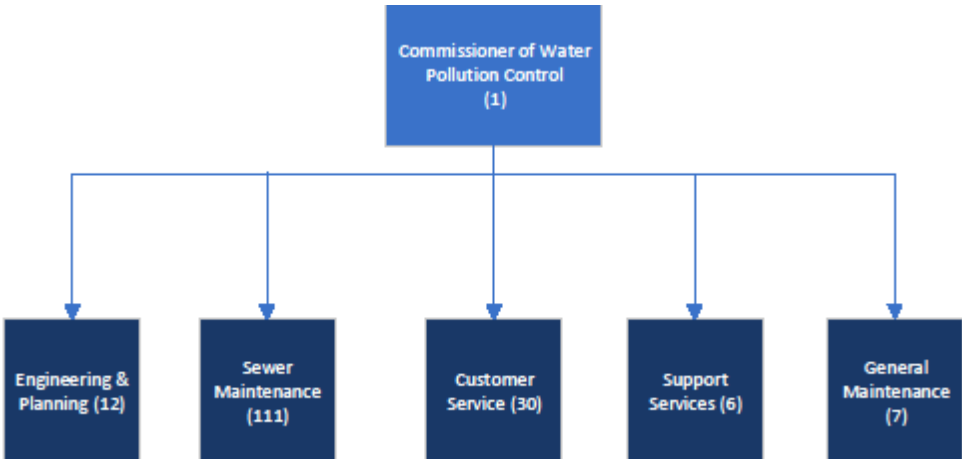 Commissioner of Water
Pollution Control
(1)
Engineering &
Planning (12)
Sewer
Maintenance
(111)
Customer
Service (30)
Support
Services (6)
General
Maintenance
(7)